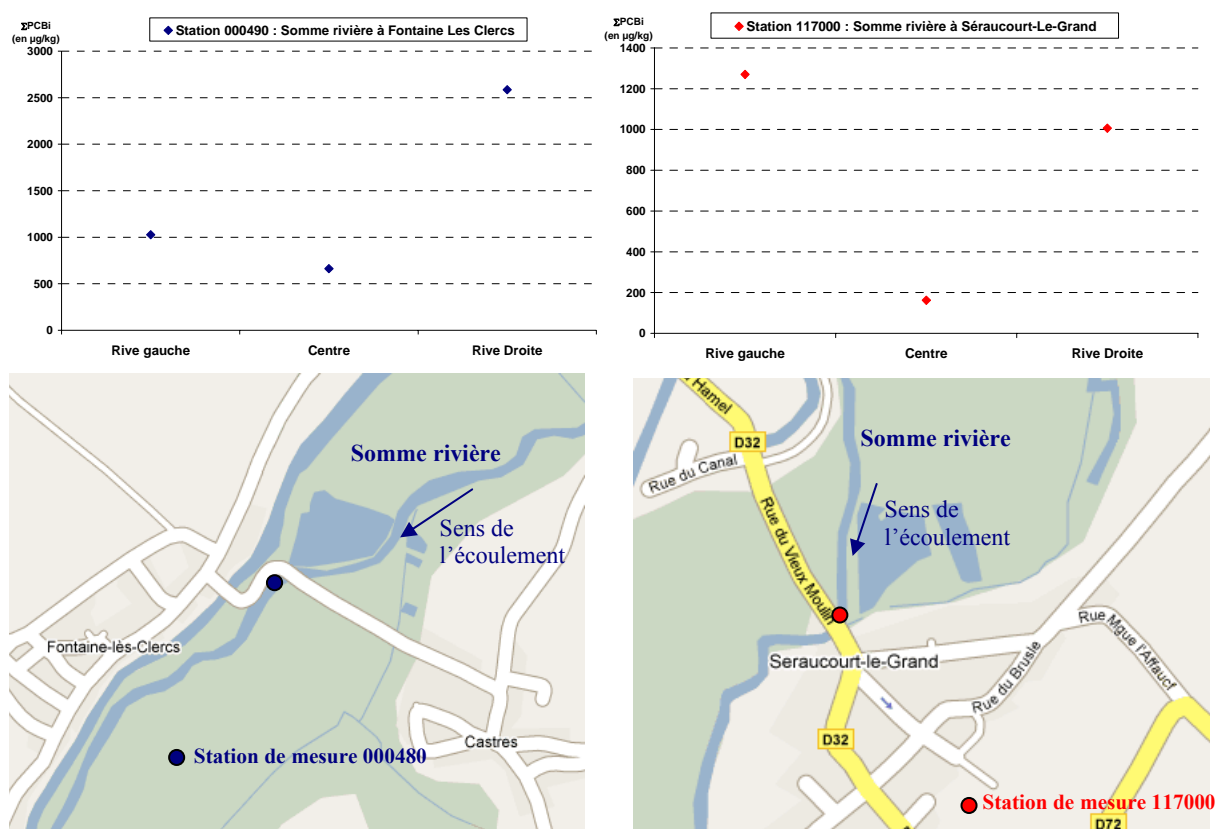 ΣPCBi
(en µg/kg)
Station 000490 : Somme rivière à Fontaine Les Clercs
3000
2500
2000
1500
1000
500
0
Rive gauche
Centre
Rive Droite
ΣPCBi
(en µg/kg)
Station 117000 : Somme rivière à Séraucourt-Le-Grand
1400
1200
1000
800
600
400
200
0
Rive gauche
Centre
Rive Droite
Somme rivière
Sens de
l'écoulement
Fontaine-lès-Clercs
Castres
Station de mesure 000480
Hamel
D32
Rue du Canal
Somme rivière
Sens de
l'écoulement
Rue du Vieux Moulin
Seraucourt-le-Grand
Rue du Brusle
Rue Mgue l'Affaucf
D32
Station de mesure 117000
D72